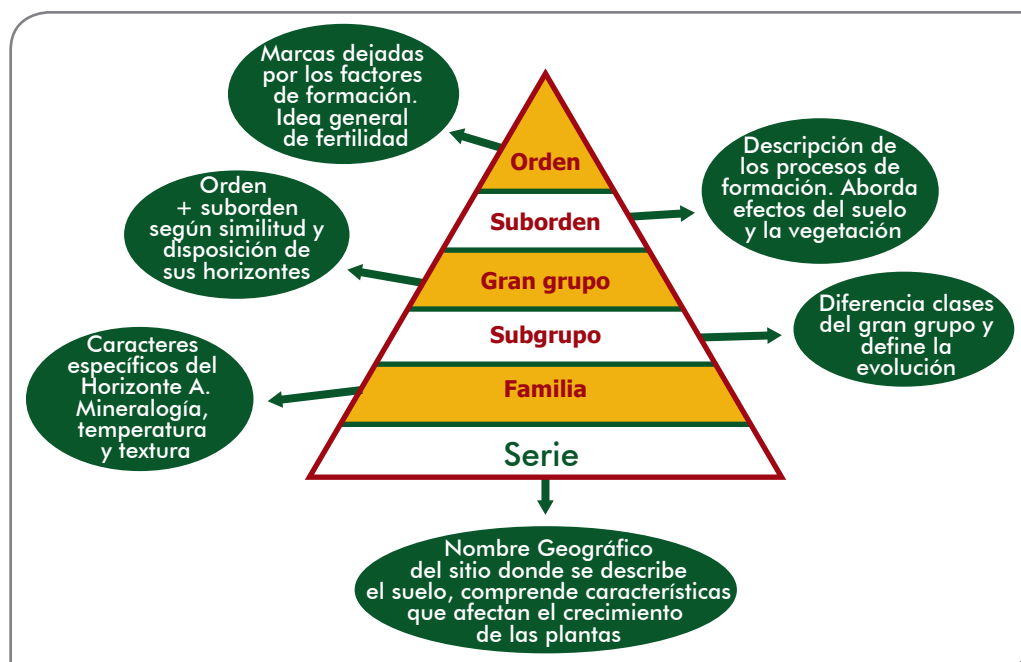 Marcas dejadas
por los factores
de formación.
Idea general
de fertilidad
Orden
Descripción de
los procesos de
formación. Aborda
efectos del suelo
y la vegetación
Suborden
Orden
+ suborden
según similitud y
disposición de
sus horizontes
Gran grupo
Diferencia clases
del gran grupo y
define la
evolución
Subgrupo
Caracteres
específicos del
Horizonte A.
Mineralogía,
temperatura
y textura
Familia
Serie
Nombre Geográfico
del sitio donde se describe
el suelo, comprende características
que afectan el crecimiento
de las plantas